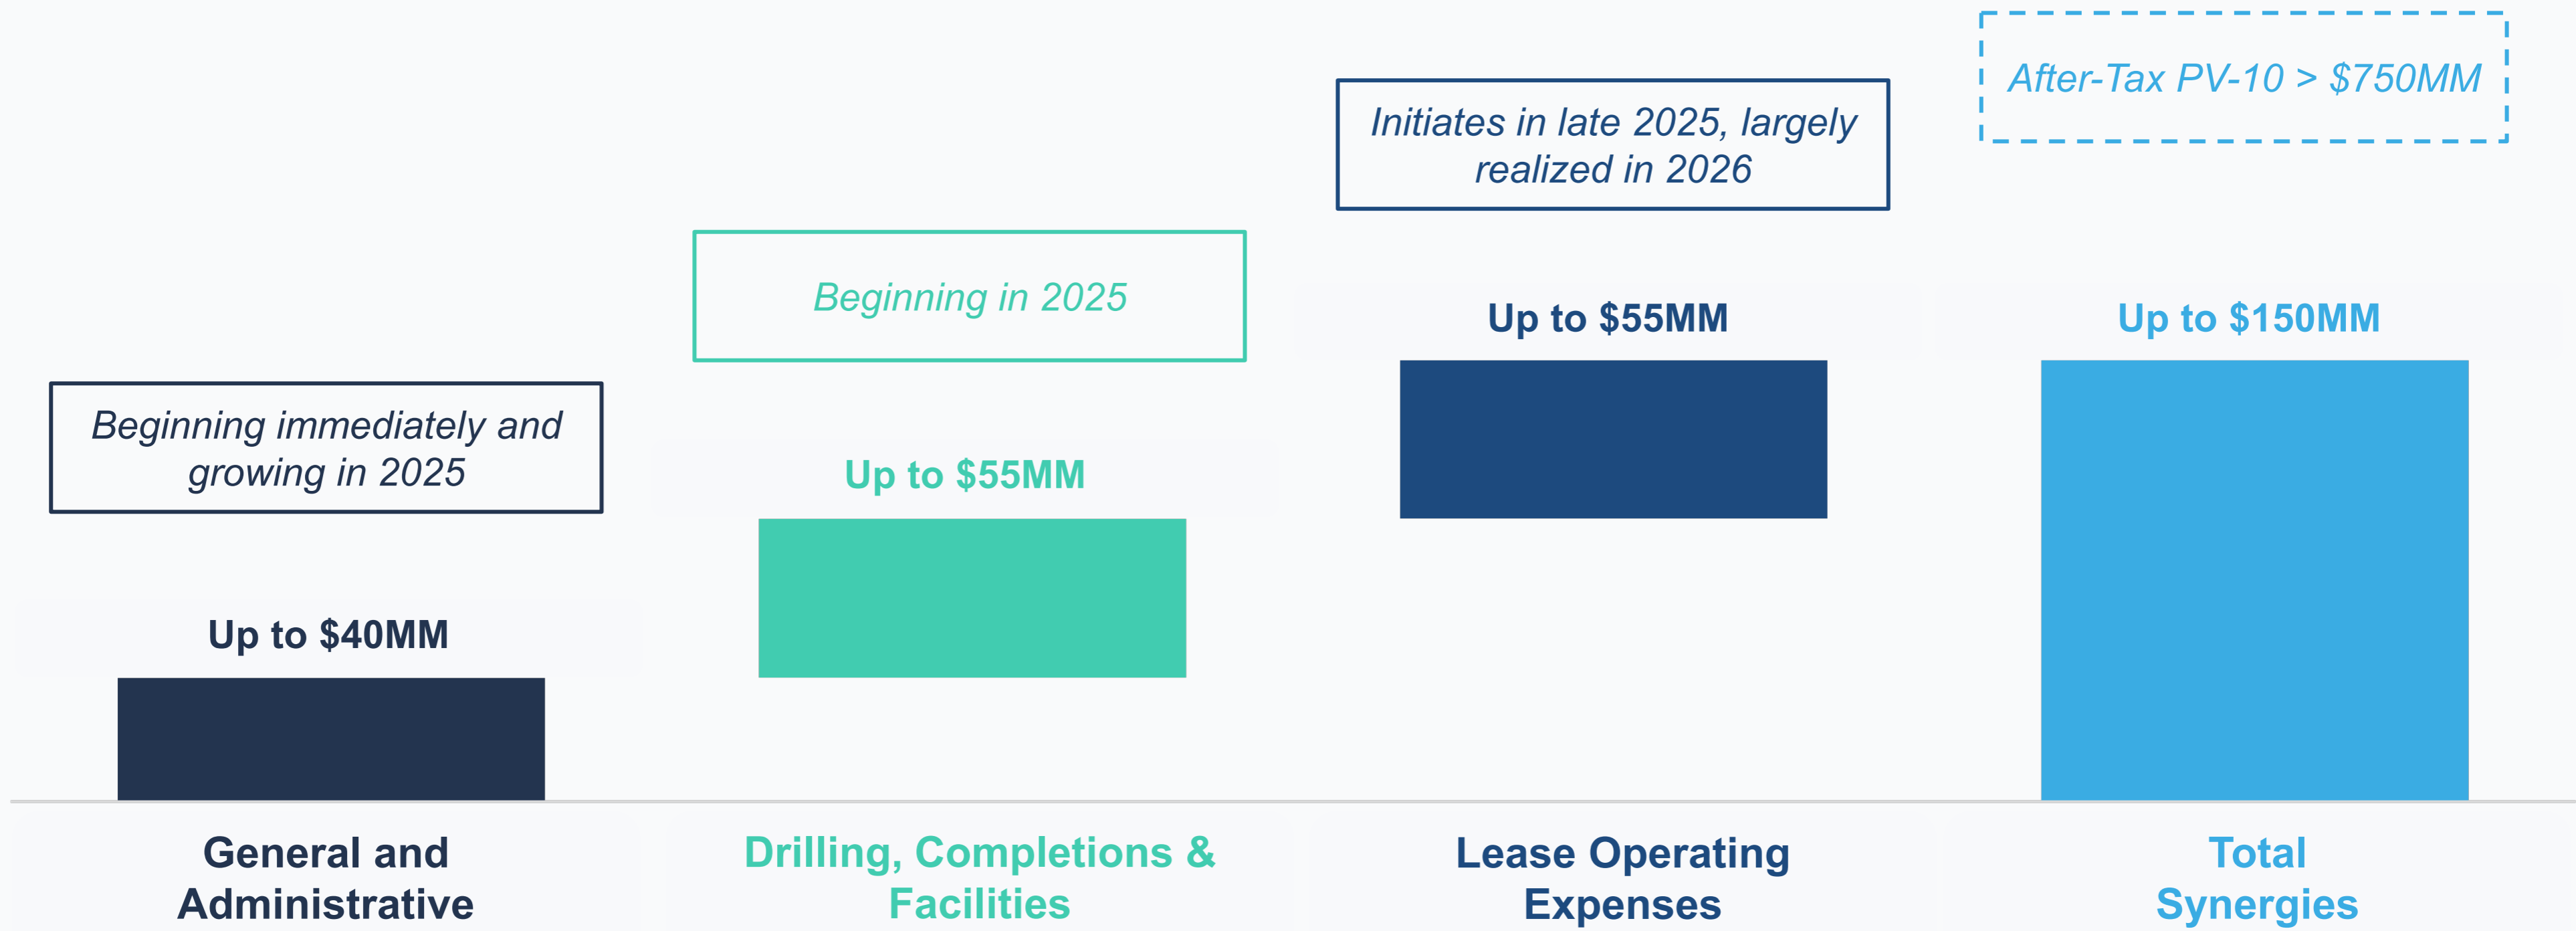 Beginning immediately and
growing in 2025
Up to $40MM
General and
Administrative
Beginning in 2025
Up to $55MM
Drilling, Completions &
Facilities
Initiates in late 2025, largely
realized in 2026
Up to $55MM
Lease Operating
Expenses
After-Tax PV-10 > $750MM
Up to $150MM
Total
Synergies